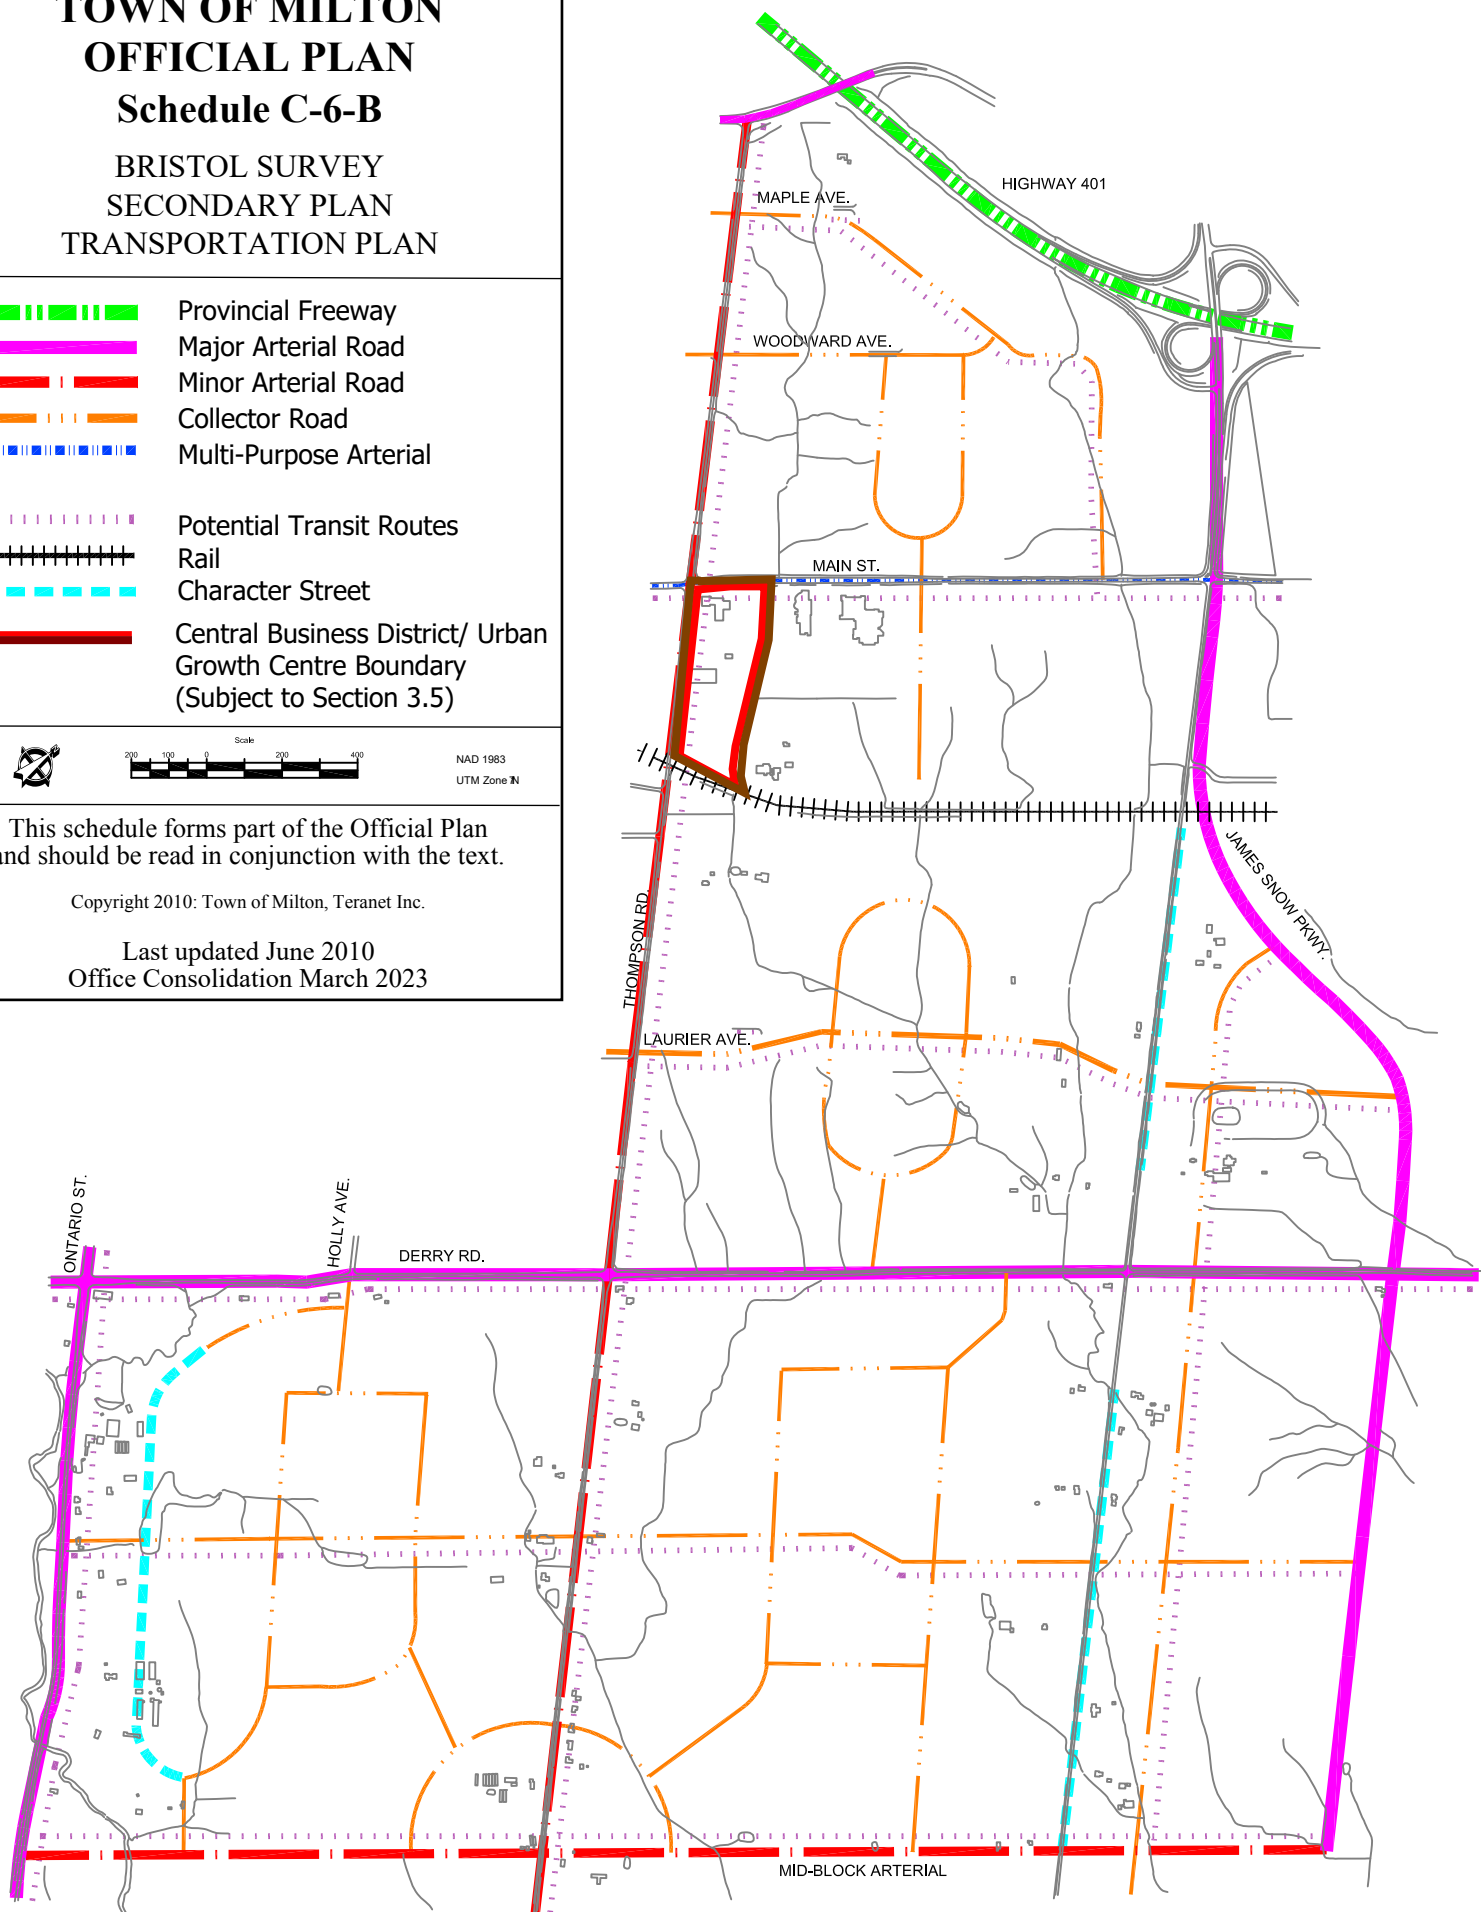 TOWN OF MILTON
OFFICIAL PLAN
Schedule C-6-B
BRISTOL SURVEY
SECONDARY PLAN
TRANSPORTATION PLAN
Provincial Freeway
Major Arterial Road
Minor Arterial Road
Collector Road
Multi-Purpose Arterial
Potential Transit Routes
Rail
Character Street
Central Business District/ Urban
Growth Centre Boundary
(Subject to Section 3.5)
Scale
200 100 0 200 400
NAD 1983
UTM Zone
This schedule forms part of the Official Plan
and should be read in conjunction with the text.
Copyright 2010: Town of Milton, Teranet Inc.
Last updated June 2010
Office Consolidation March 2023
HIGHWAY 401
MAPLE AVE.
WOODWARD AVE.
MAIN ST.
JAMES SNOW PKWY.
THOMPSON RD.
LAURIER AVE.
ONTARIO ST.
HOLLY AVE.
DERRY RD.
MID-BLOCK ARTERIAL